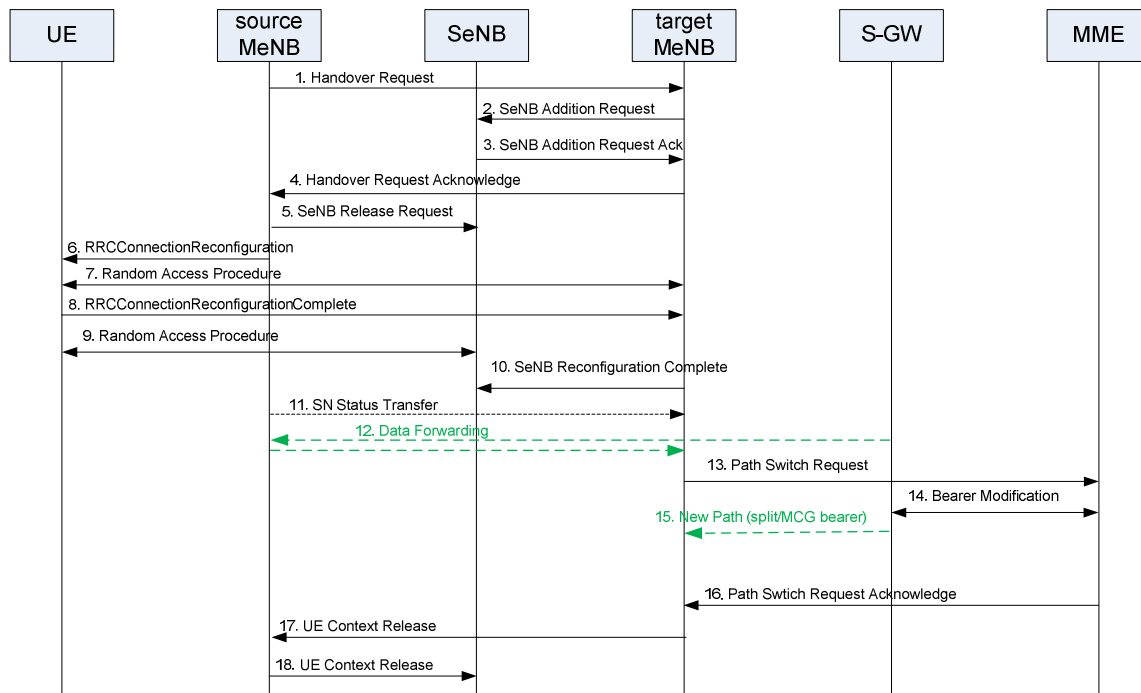 UE
source
MeNB
SeNB
target
MeNB
S-GW
MME
1. Handover Request
2. SeNB Addition Request
3. SeNB Addition Request Ack
4. Handover Request Acknowledge
5. SeNB Release Request
6. RRCConnectionReconfiguration
7. Random Access Procedure
8. RRCConnectionReconfigurationComplete
9. Random Access Procedure
10. SeNB Reconfiguration Complete
11. SN Status Transfer
12. Data Forwarding
13. Path Switch Request
14. Bearer Modification
15. New Path (split/MCG bearer)
16. Path Swtich Request Acknowledge
17. UE Context Release
18. UE Context Release